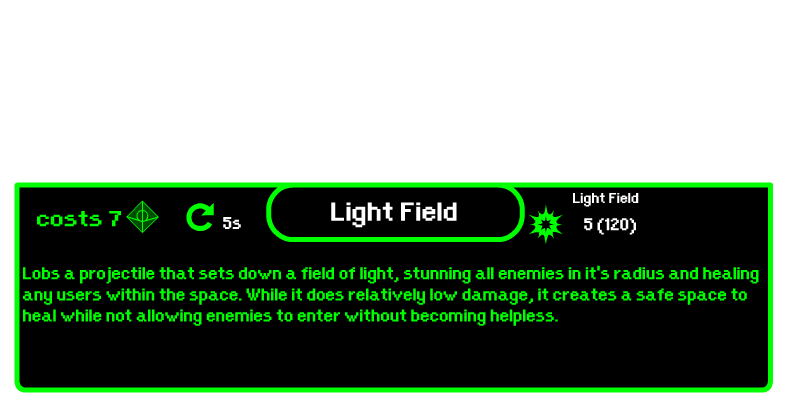 costs 7
5s
Light Field
Light Field
5 (120)
Lobs a projectile that sets down a field of light, stunning all enemies in it's radius and healing
any users within the space. While it does relatively low damage, it creates a safe space to
heal while not allowing enemies to enter without becoming helpless.